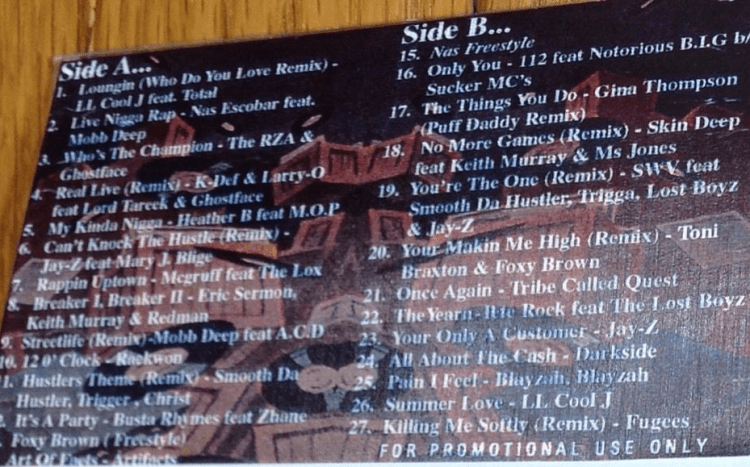 Side A...
1. Loungin (Who Do You Love Remix) -
LL Cool J feat. Total
2. Live Nigga Rap - Nas Escobar feat.
Mobb Deep
3. Who's The Champion - The RZA &
Ghostface
4. Real Live (Remix) - K-Def & Larry-O
feat Lord Tareek & Ghostface
5. My Kinda Nigga - Heather B feat M.O.P
6. Can't Knock The Hustle (Remix) -
Jay-Z feat Mary J. Blige
7. Rappin Uptown - Mcgruff feat The Lox
8. Breaker I, Breaker II - Eric Sermon,
Keith Murray & Redman
9. Streetlife (Remix)-Mobb Deep feat A.C.D
10. 12 0' Clock - Raekwon
11. Hustlers Theme (Remix) - Smooth Da
Hustler, Trigger, Christ
It's A Party - Busta Rhymes feat Zhane
Foxy Brown (Freestyle)
Art Of Facts - Artifacts
Side B...
15. Nas Freestyle
16. Only You - 112 feat Notorious B.I.G b/
Sucker MC's
17. The Things You Do - Gina Thompson
(Puff Daddy Remix)
18. No More Games (Remix) - Skin Deep
feat Keith Murray & Ms Jones
19. You're The One (Remix) - SWV feat
Smooth Da Hustler, Trigga, Lost Boyz
& Jay-Z
20. Your Makin Me High (Remix) - Toni
Braxton & Foxy Brown
21. Once Again - Tribe Called Quest
22. The Yearn- Pete Rock feat The Lost Boyz
23. Your Only A Customer - Jay-Z
24. All About The Cash - Darkside
25. Pain I Feel - Blayzah, Blayzah
26. Summer Love - LL Cool J
27. Killing Me Softly (Remix) - Fugees
FOR PROMOTIONAL USE ONLY